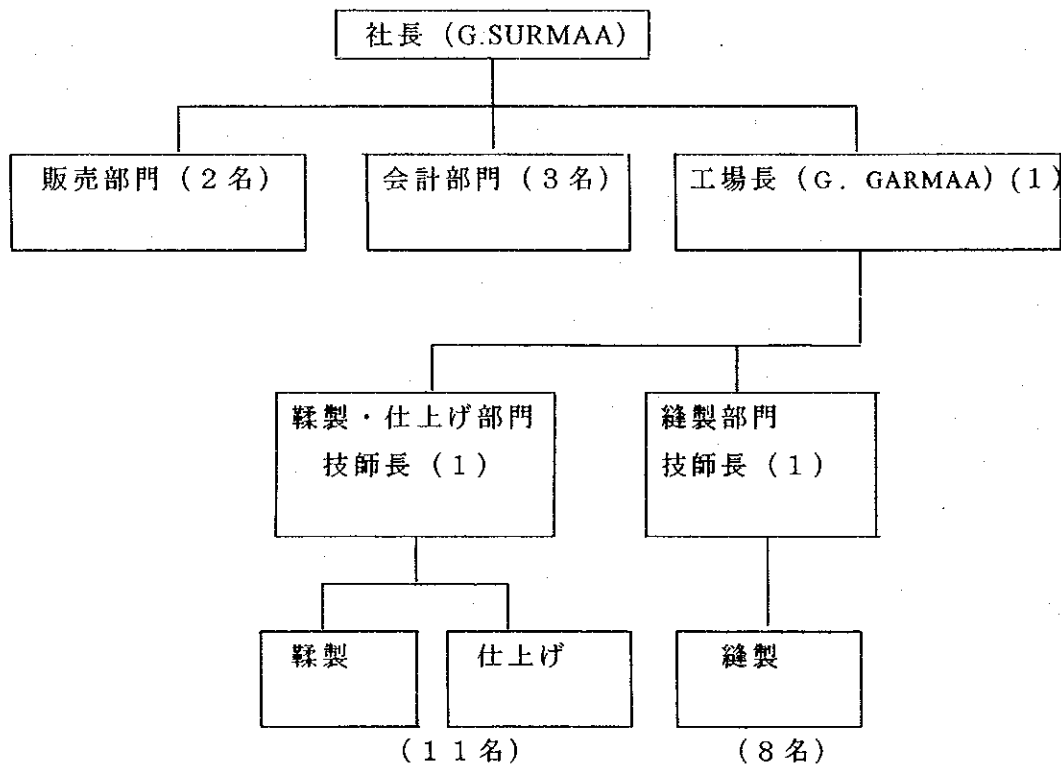 社長 (G.SURMAA)
販売部門 (2名)
会計部門 (3名)
工場長 (G. GARMAA) (1)
鞣製・仕上げ部門
技師長 (1)
縫製部門
技師長 (1)
鞣製
仕上げ
縫製
(11名)
(8名)